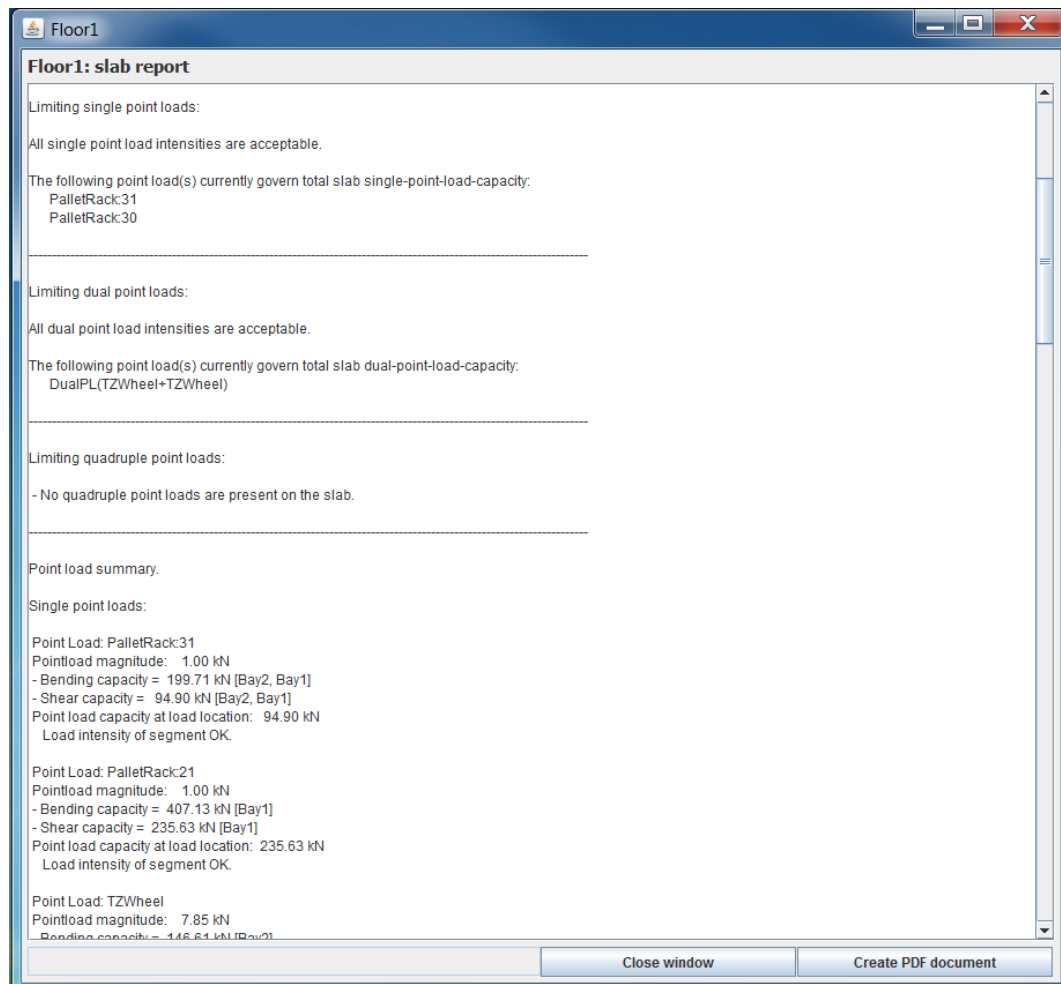 Floor1
Floor1: slab report
Limiting single point loads:
All single point load intensities are acceptable.
The following point load(s) currently govern total slab single-point-load-capacity:
PalletRack:31
PalletRack:30
Limiting dual point loads:
All dual point load intensities are acceptable.
The following point load(s) currently govern total slab dual-point-load-capacity:
DualPL(TZWheel+TZWheel)
Limiting quadruple point loads:
- No quadruple point loads are present on the slab.
Point load summary.
Single point loads:
Point Load: PalletRack:31
Pointload magnitude: 1.00 kN
- Bending capacity = 199.71 kN [Bay2, Bay1]
- Shear capacity = 94.90 kN [Bay2, Bay1]
Point load capacity at load location: 94.90 kN
Load intensity of segment OK.
Point Load: PalletRack:21
Pointload magnitude: 1.00 kN
- Bending capacity = 407.13 kN [Bay1]
- Shear capacity = 235.63 kN [Bay1]
Point load capacity at load location: 235.63 kN
Load intensity of segment OK.
Point Load: TZWheel
Pointload magnitude: 7.85 kN
- Bending capacity = 146.61 kN [Bay2]
Close window
Create PDF document